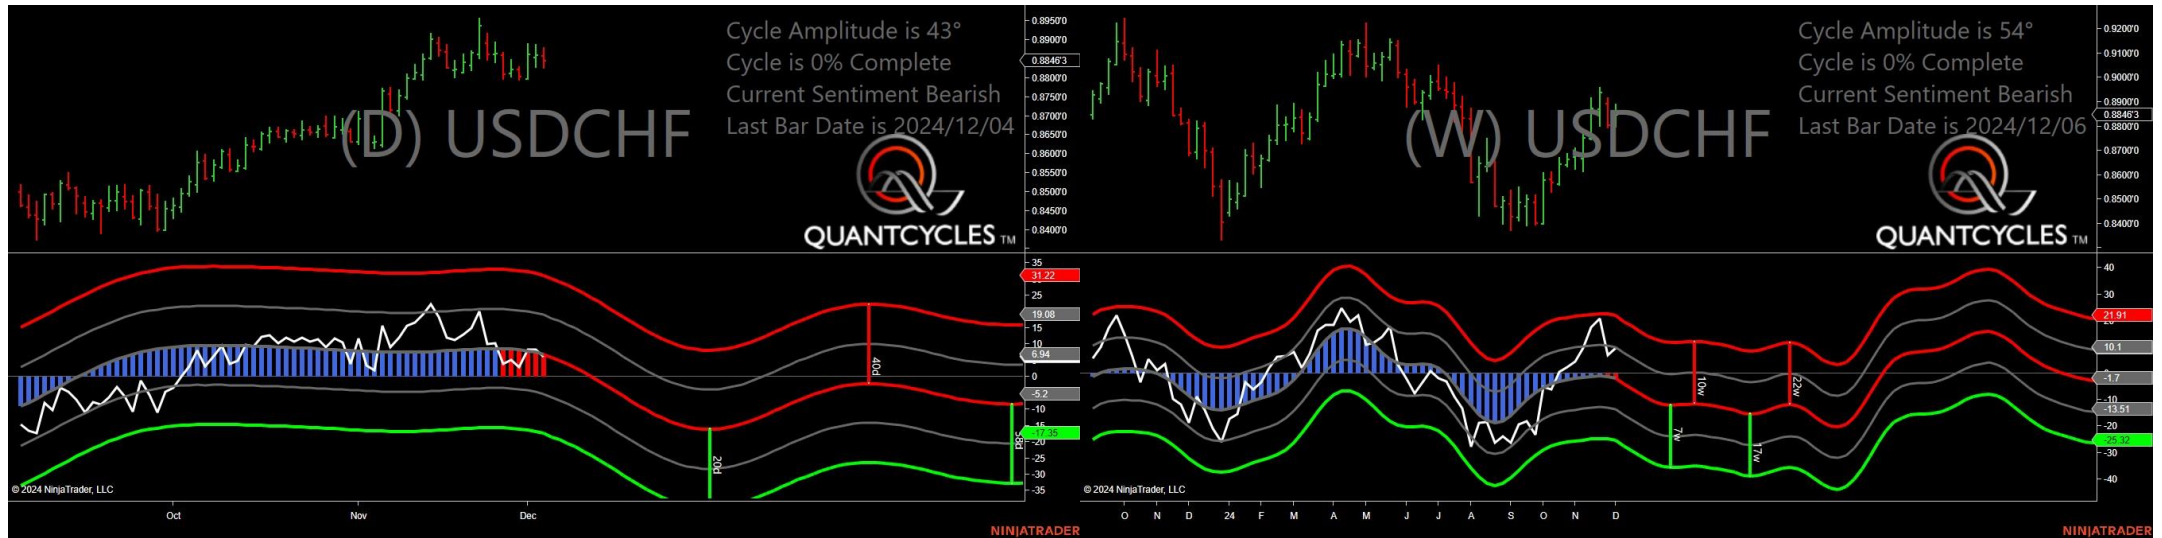 Cycle Amplitude is 43°
Cycle is 0% Complete
Current Sentiment Bearish
Last Bar Date is 2024/12/04
(D) USDCHF
QUANTCYCLES TM
0.8950'0
0.8900'0
0.8846'3
0.8800'0
0.8750'0
0.8700'0
0.8650'0
0.8600'0
0.8550'0
0.8500'0
0.8450'0
0.8400'0
35
31.22
25
19.08
15
10
6.94
0
-5.2
-10
-15
-17.35
-20
-25
-30
-35
40d
20d
58d
© 2024 NinjaTrader, LLC
Oct
Nov
Dec
NINJATRADER
Cycle Amplitude is 54°
Cycle is 0% Complete
Current Sentiment Bearish
Last Bar Date is 2024/12/06
(W) USDCHF
QUANTCYCLES TM
0.9200'0
0.9100'0
0.9000'0
0.8900'0
0.8846'3
0.8800'0
0.8700'0
0.8600'0
0.8500'0
0.8400'0
40
30
21.91
10.1
-1.7
-10
-13.51
-20
-25.32
-30
-40
10w
22w
7w
17w
© 2024 NinjaTrader, LLC
O N D 24 F M A M J J A S O N D
NINJATRADER